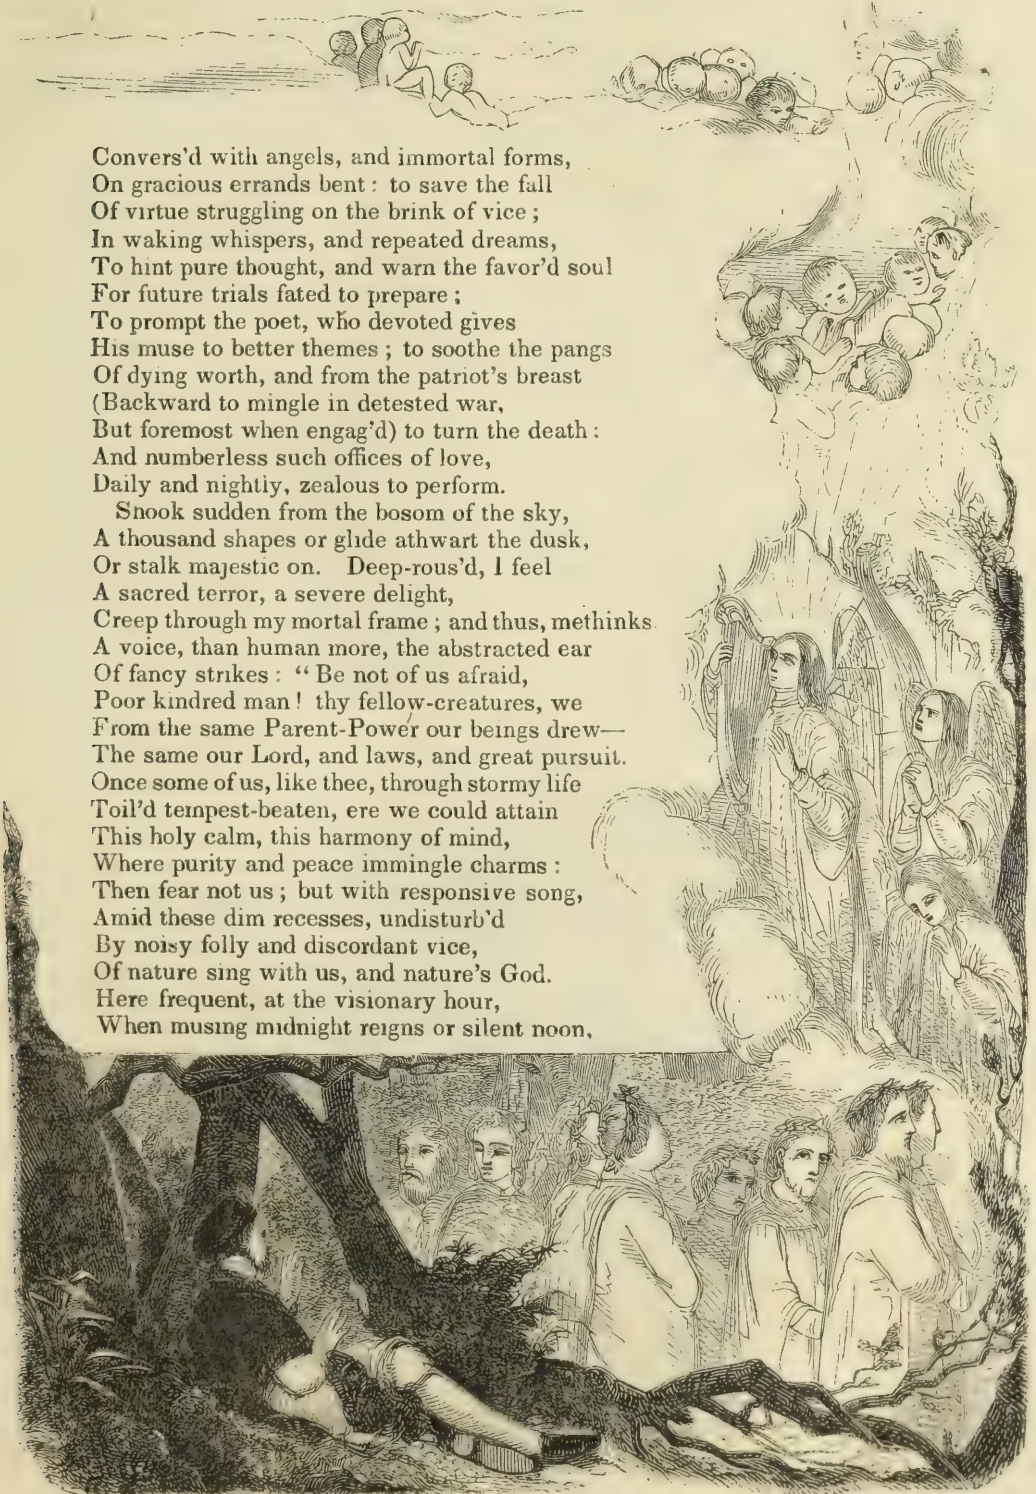 Convers'd with angels, and immortal forms,
On gracious errands bent : to save the fall
Of virtue struggling on the brink of vice ;
In waking whispers, and repeated dreams,
To hint pure thought, and warn the favor'd soul
For future trials fated to prepare ;
To prompt the poet, who devoted gives
His muse to better themes ; to soothe the pangs
Of dying worth, and from the patriot's breast
(Backward to mingle in detested war,
But foremost when engag'd) to turn the death :
And numberless such offices of love,
Daily and nightly, zealous to perform.
Snook sudden from the bosom of the sky,
A thousand shapes or glide athwart the dusk,
Or stalk majestic on. Deep-rous'd, I feel
A sacred terror, a severe delight,
Creep through my mortal frame ; and thus, methinks
A voice, than human more, the abstracted ear
Of fancy strikes : “ Be not of us afraid,
Poor kindred man ! thy fellow-creatures, we
From the same Parent-Power our beings drew—
The same our Lord, and laws, and great pursuit.
Once some of us, like thee, through stormy life
Toil'd tempest-beaten, ere we could attain
This holy calm, this harmony of mind,
Where purity and peace immingle charms :
Then fear not us ; but with responsive song,
Amid these dim recesses, undisturb'd
By noisy folly and discordant vice,
Of nature sing with us, and nature's God.
Here frequent, at the visionary hour,
When musing midnight reigns or silent noon,